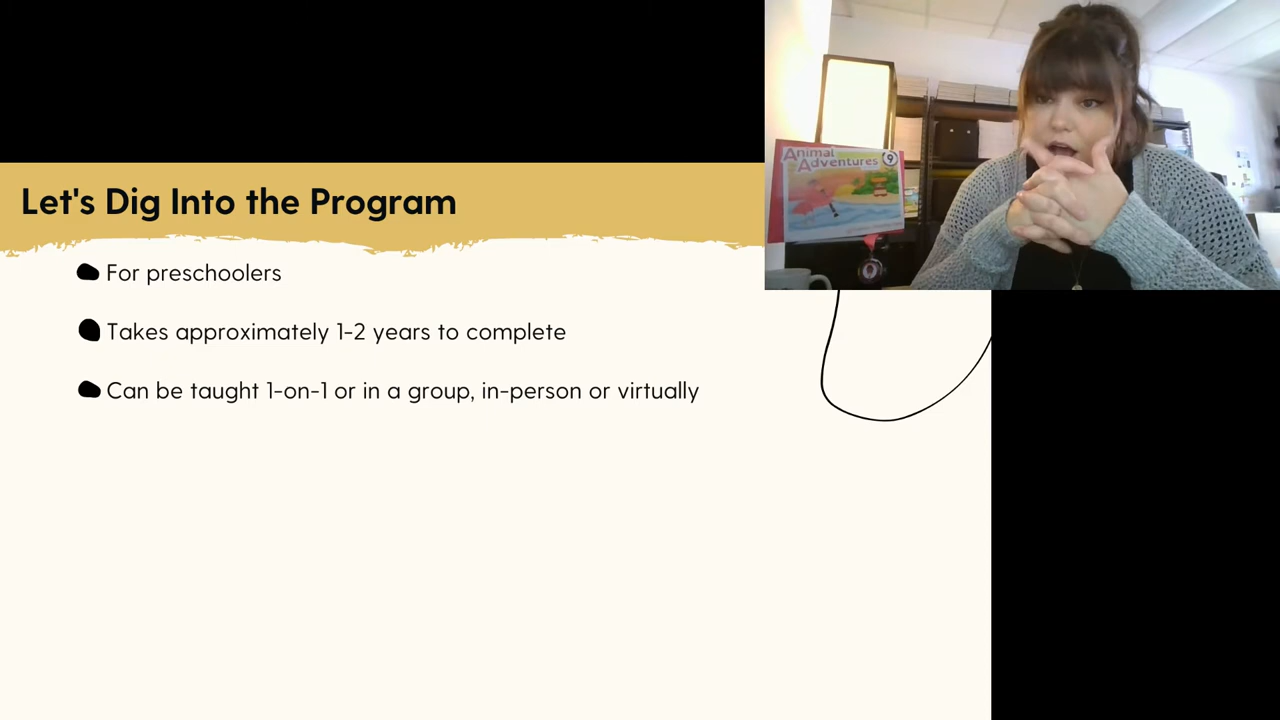 Let's Dig Into the Program
For preschoolers
Takes approximately 1-2 years to complete
Can be taught 1-on-1 or in a group, in-person or virtually
Animal
Adventures
9